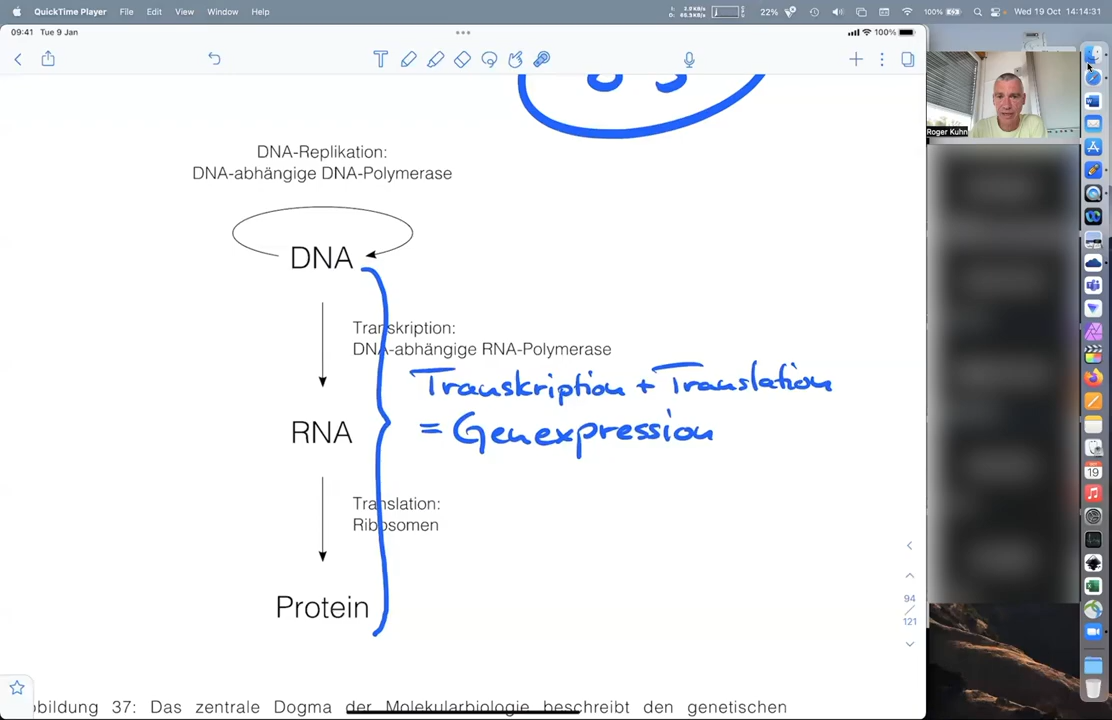 QuickTime Player File Edit View Window Help
22% 100% Wed 19 Oct 14:14:31
09:41 Tue 9 Jan 100%
Roger Kuhn
DNA-Replikation:
DNA-abhängige DNA-Polymerase
DNA
Transkription:
DNA-abhängige RNA-Polymerase
Transkription + Translation
RNA
= Genexpression
Translation:
Ribosomen
Protein
94
/
121
bbildung 37: Das zentrale Dogma der Molekularbiologie beschreibt den genetischen